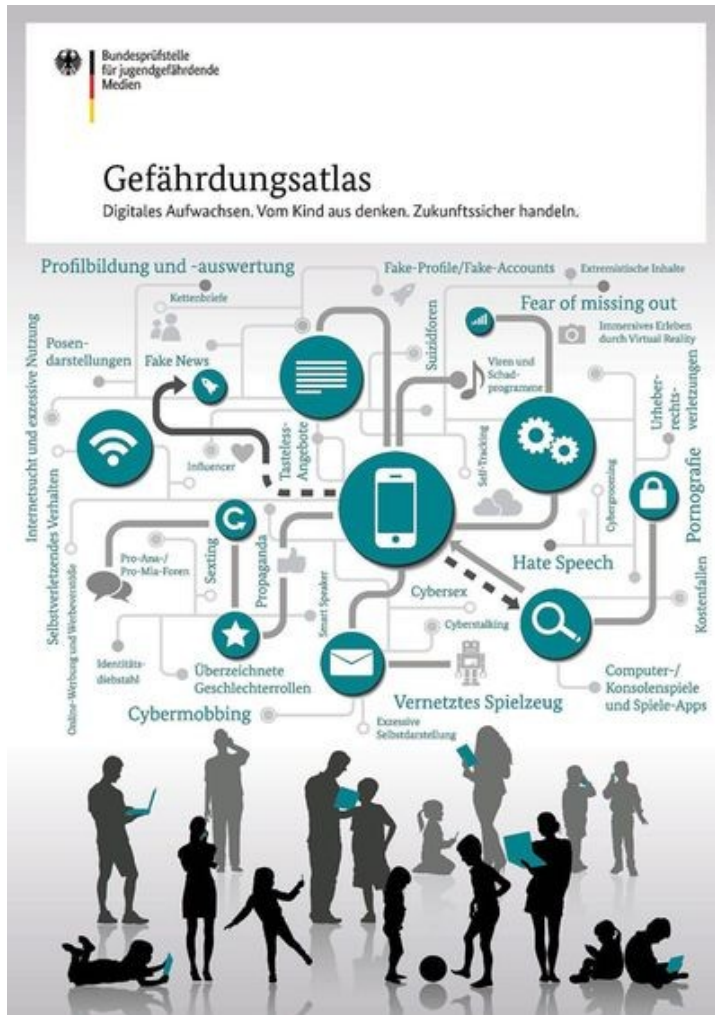 Bundesprüfstelle
für jugendgefährdende
Medien
Gefährdungsatlas
Digitales Aufwachsen. Vom Kind aus denken. Zukunftssicher handeln.
Profilbildung und -auswertung
Fake-Profile/Fake-Accounts
Extremistische Inhalte
Kettenbriefe
Fear of missing out
Immersives Erleben
durch Virtual Reality
Internetsucht und exzessive Nutzung
Posen-
darstellungen
Fake News
Suizidforen
Viren und
Schad-
programme
Urheber-
rechts-
verletzungen
Influencer
Tasteless-
Angebote
Self-Tracking
Cybergrooming
Pornografie
Selbstverletzendes Verhalten
Online-Werbung und Werbeverstöße
Pro-Ana-/
Pro-Mia-Foren
Sexting
Propaganda
Smart Speaker
Hate Speech
Kostenfallen
Cybersex
Cyberstalking
Identitäts-
diebstahl
Überzeichnete
Geschlechterrollen
Computer-/
Konsolenspiele
und Spiele-Apps
Cybermobbing
Vernetztes Spielzeug
Exzessive
Selbstdarstellung